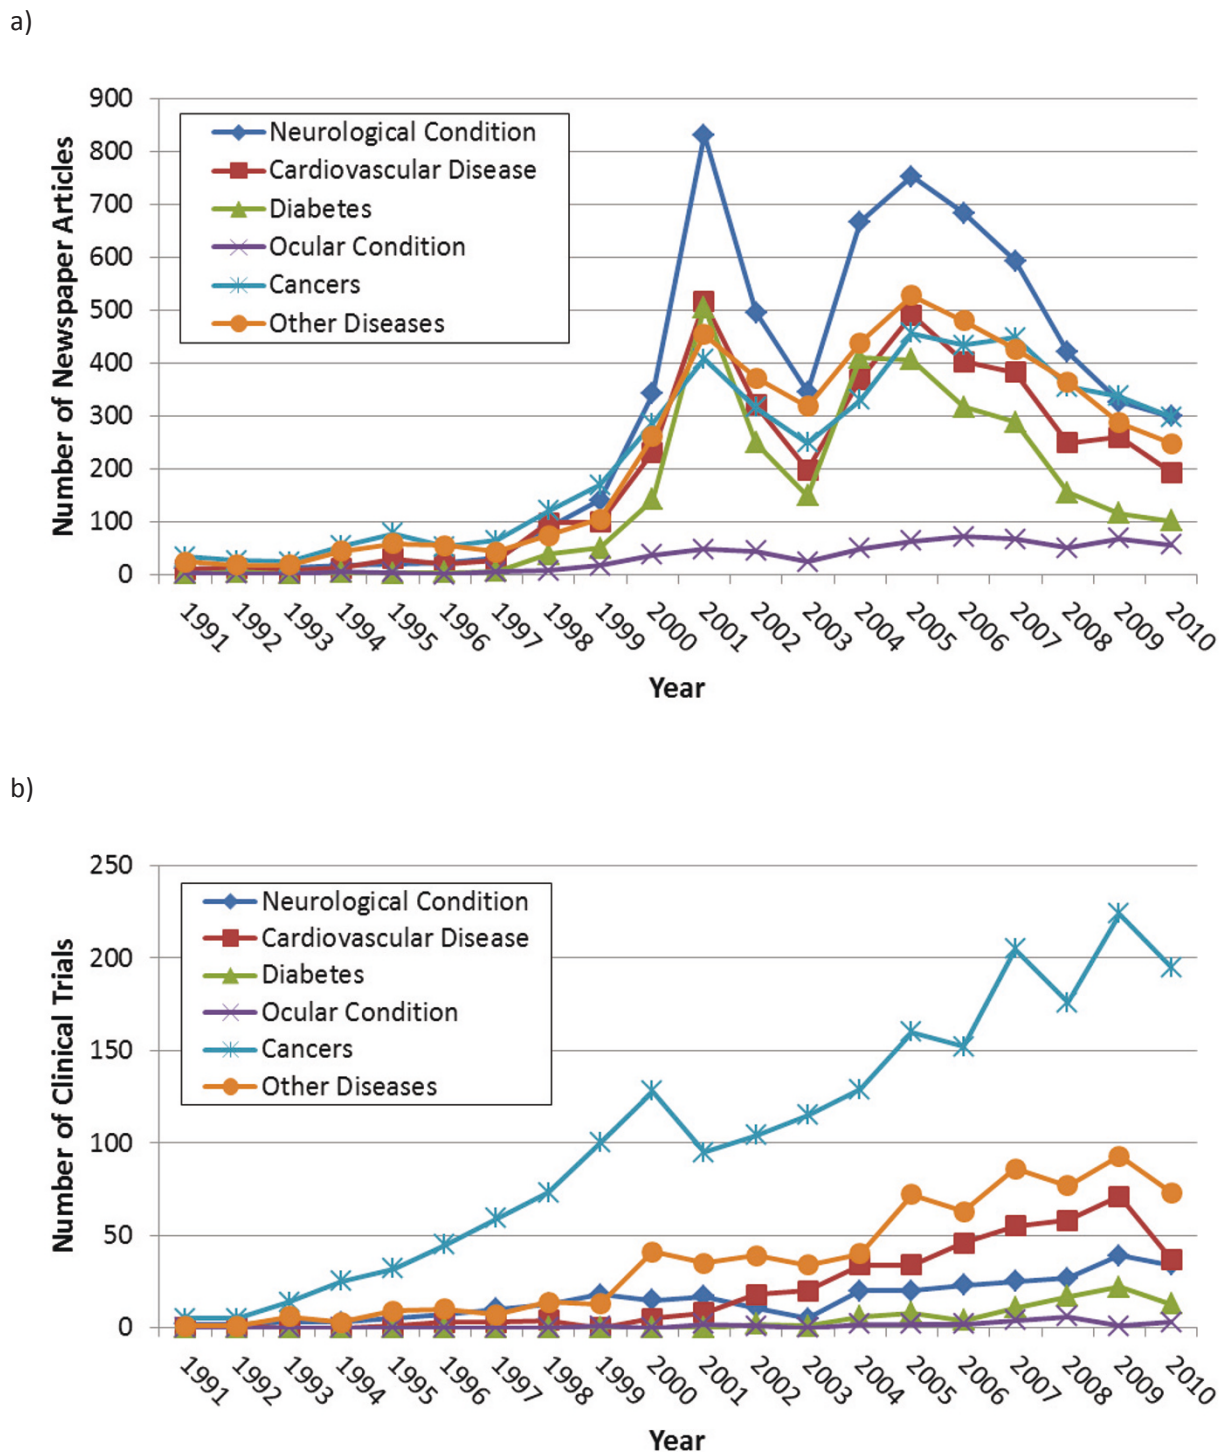 a)
900
800
700
600
500
400
300
200
100
0
Number of Newspaper Articles
Neurological Condition
Cardiovascular Disease
Diabetes
Ocular Condition
Cancers
Other Diseases
1991 1992 1993 1994 1995 1996 1997 1998 1999 2000 2001 2002 2003 2004 2005 2006 2007 2008 2009 2010
Year
b)
250
200
150
100
50
0
Number of Clinical Trials
Neurological Condition
Cardiovascular Disease
Diabetes
Ocular Condition
Cancers
Other Diseases
1991 1992 1993 1994 1995 1996 1997 1998 1999 2000 2001 2002 2003 2004 2005 2006 2007 2008 2009 2010
Year